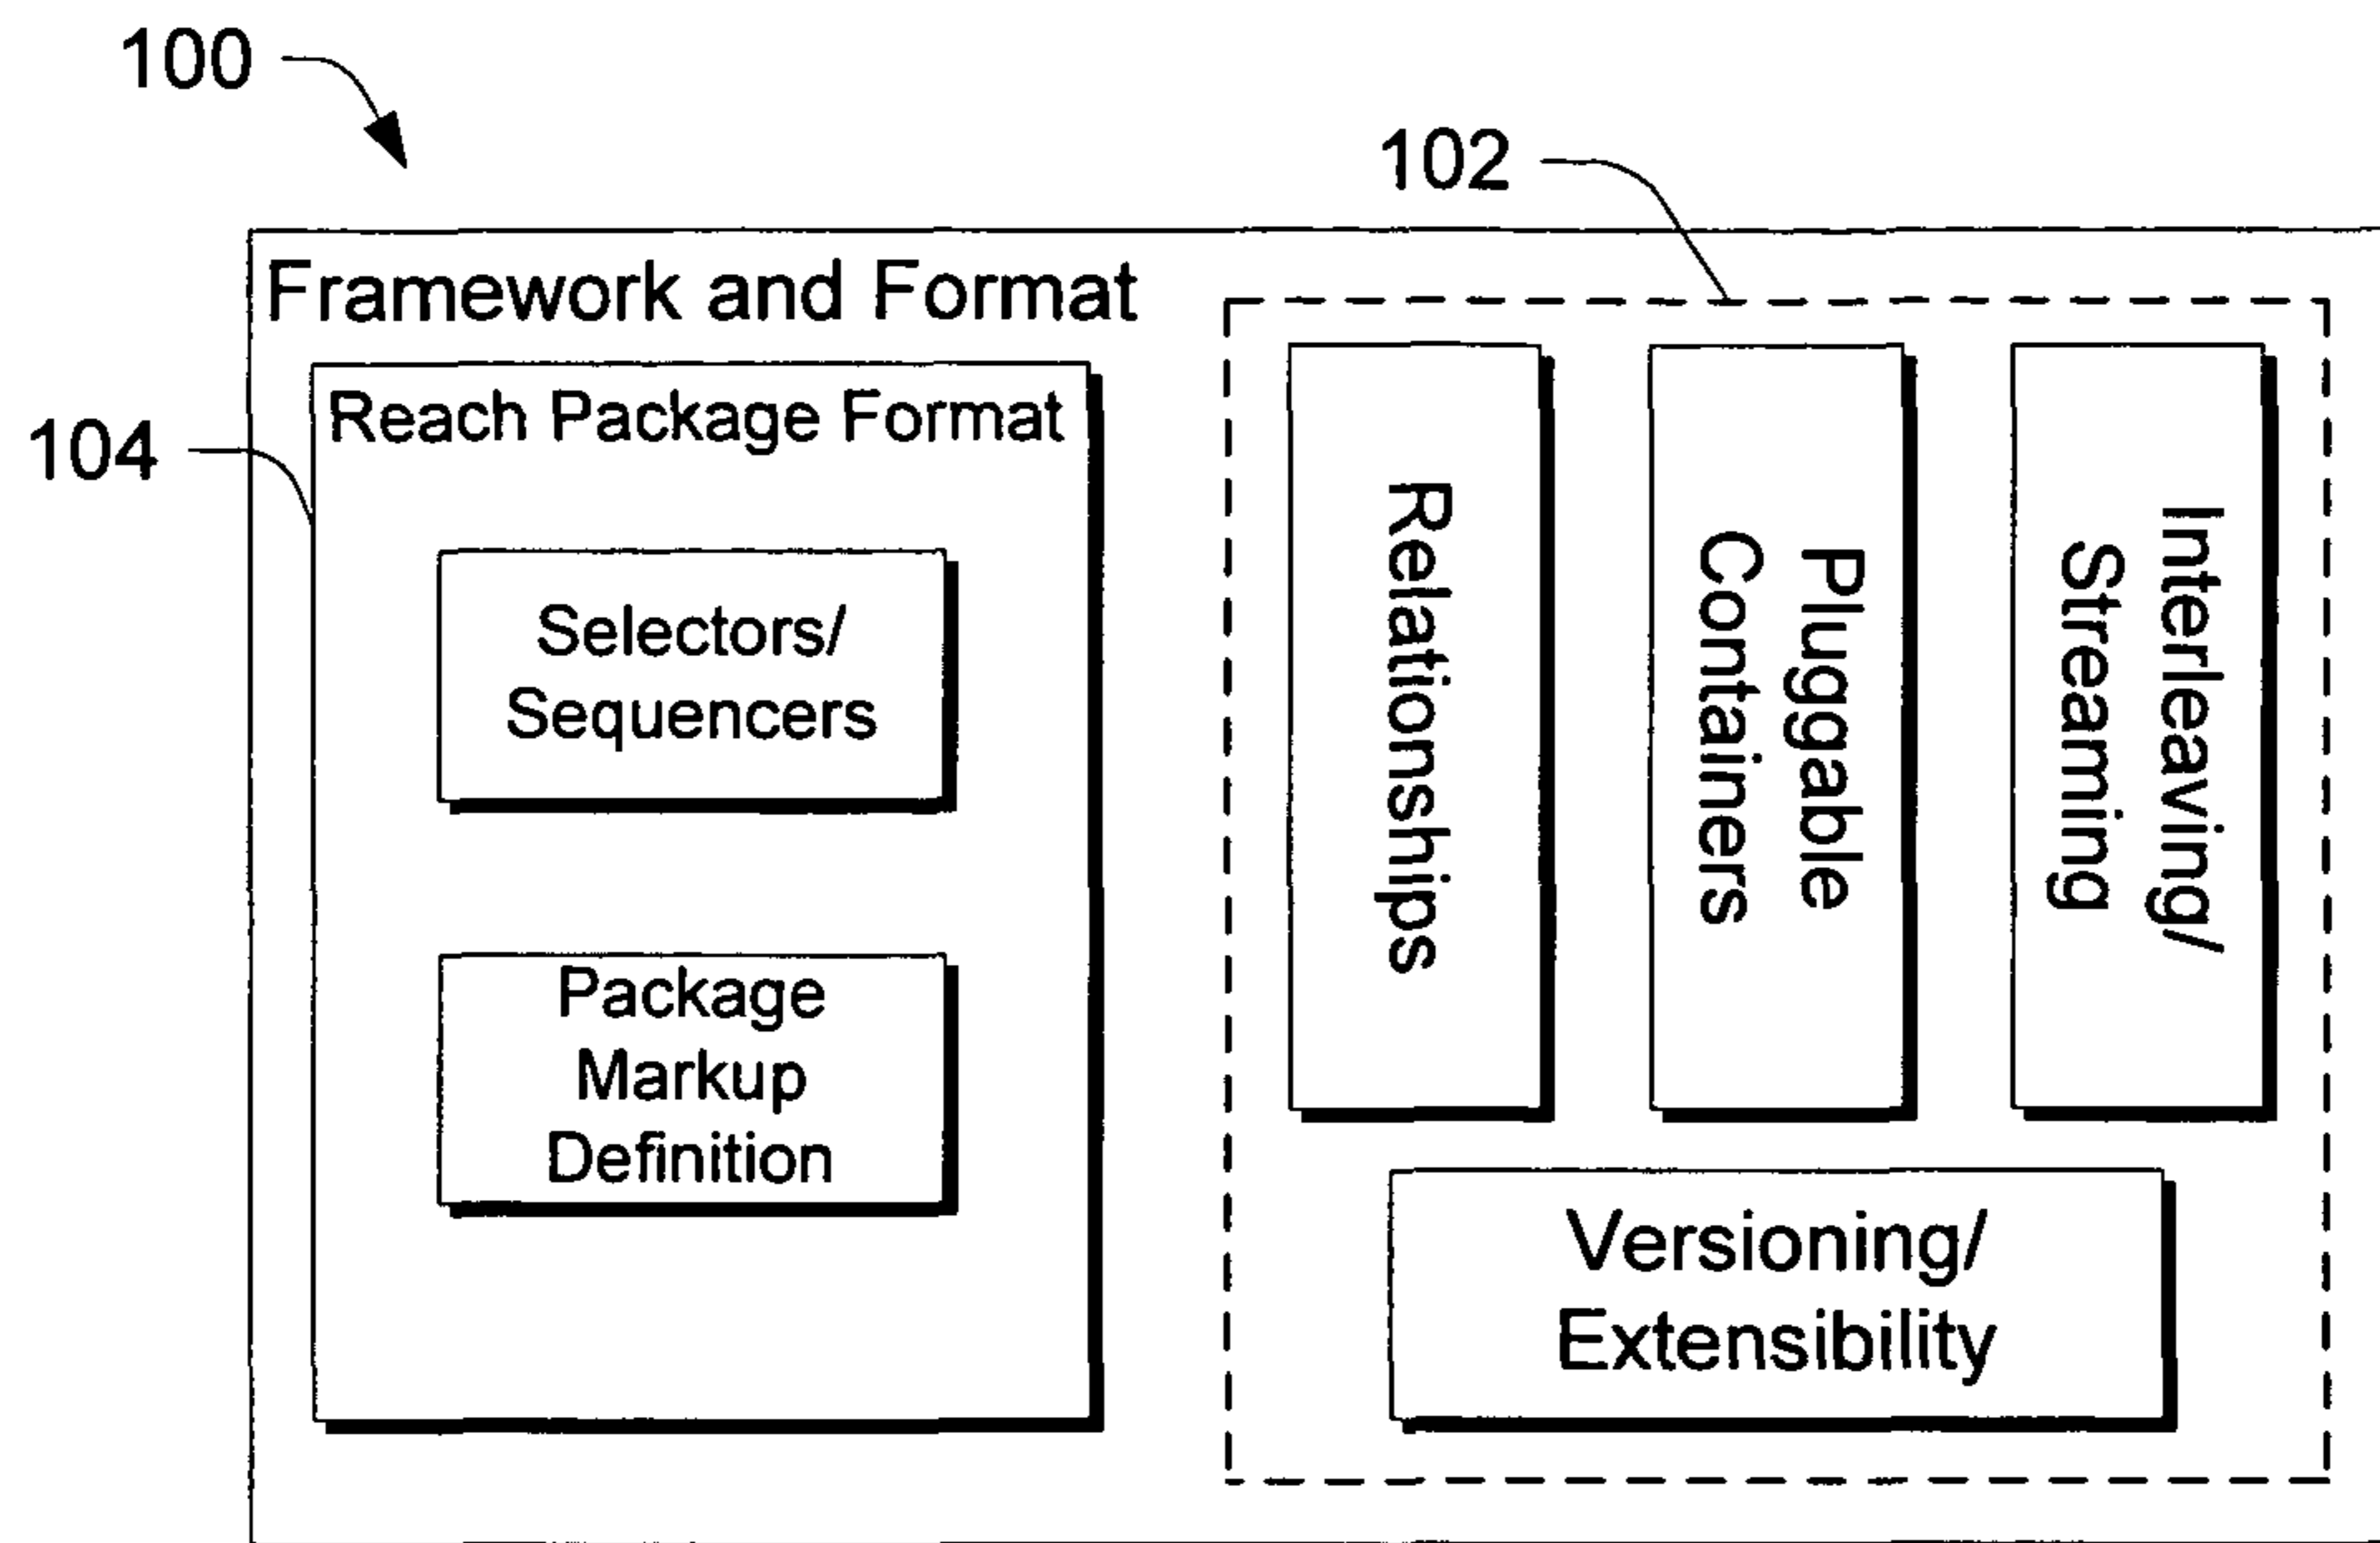 100
102
Framework and Format
104
Reach Package Format
Selectors/
Sequencers
Package
Markup
Definition
Relationships
Pluggable
Containers
Interleaving/
Streaming
Versioning/
Extensibility